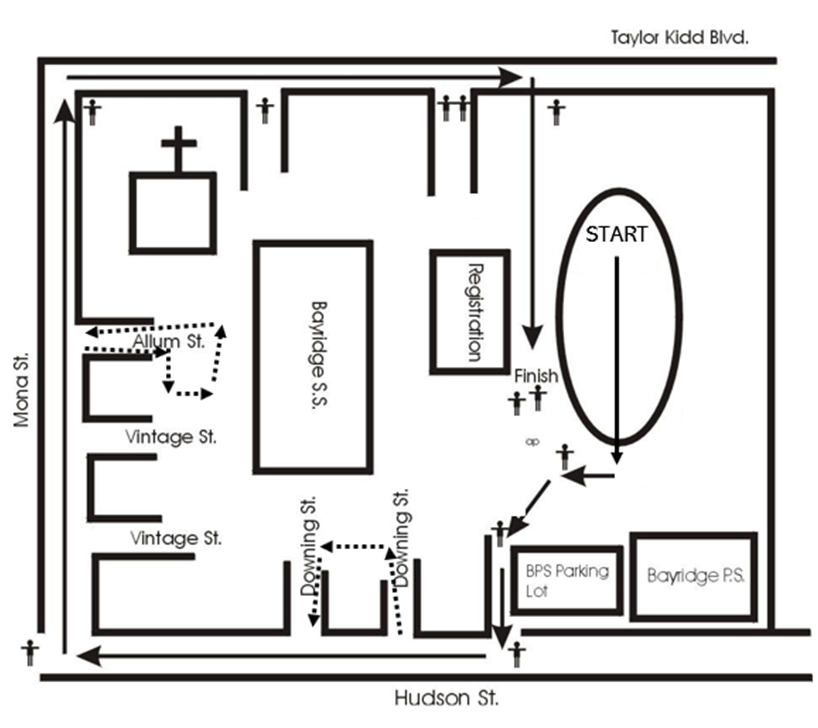 Taylor Kidd Blvd.
START
Registration
Bayridge S.S.
Allum St.
Mona St.
Finish
Vintage St.
ap
Downing St.
Downing St.
Vintage St.
BPS Parking
Lot
Bayridge P.S.
Hudson St.